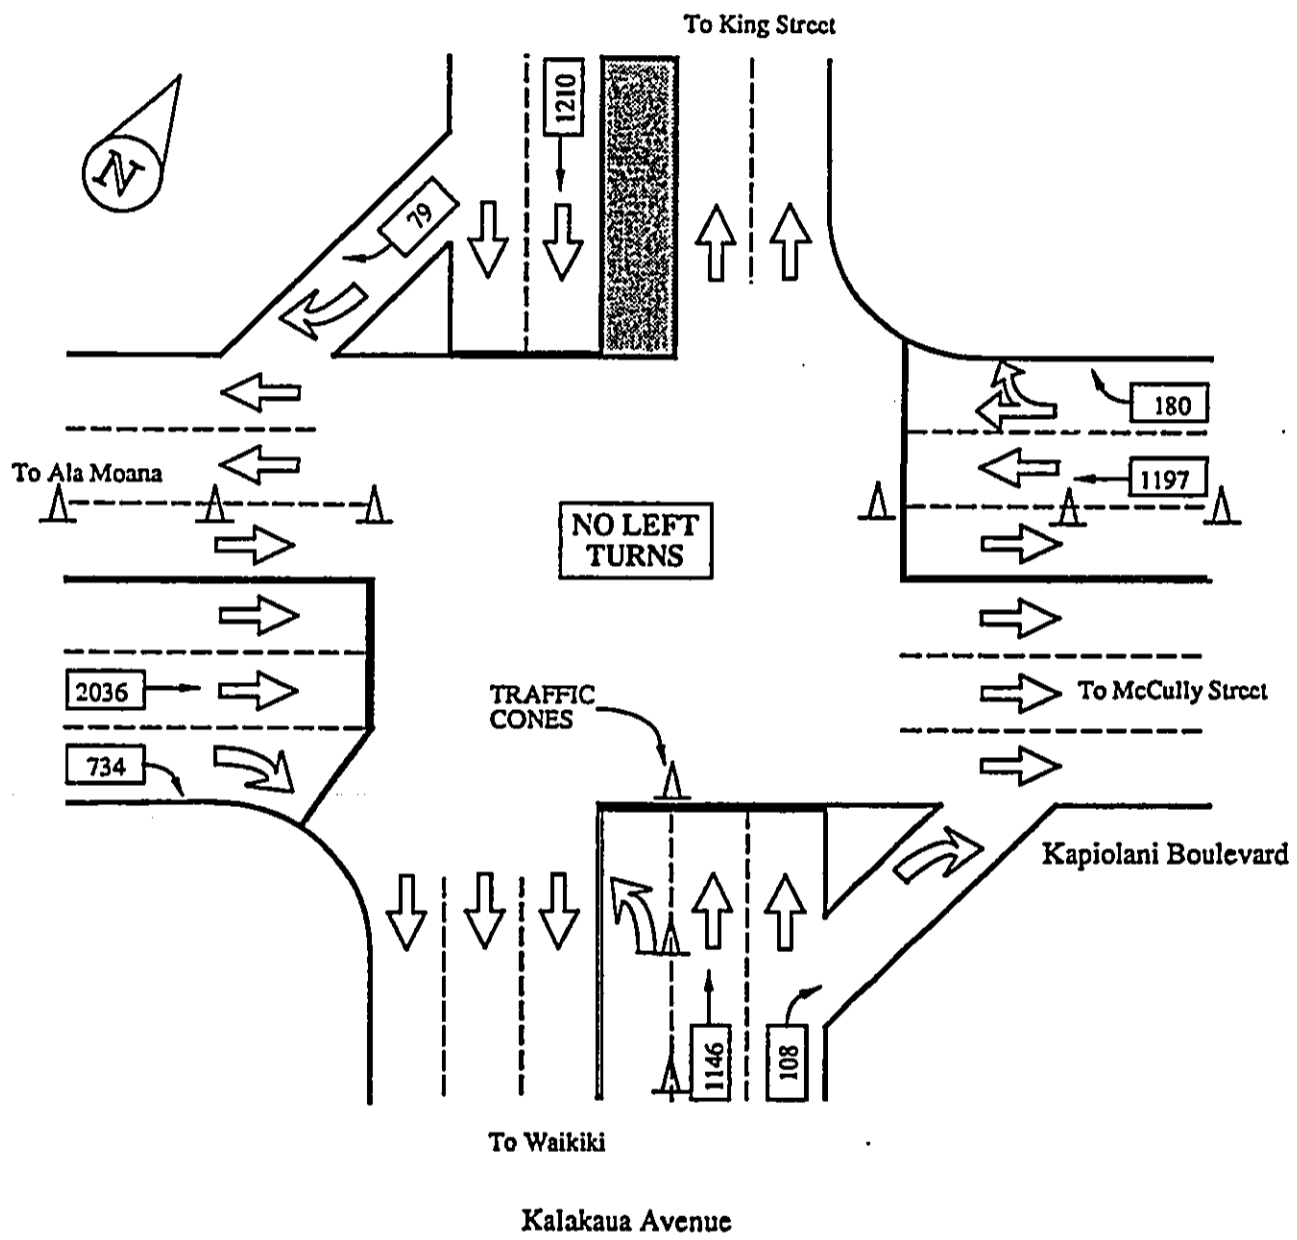 To King Street
1210
N
79
180
To Ala Moana
1197
NO LEFT
TURNS
2036
TRAFFIC
CONES
To McCully Street
734
Kapiolani Boulevard
1146
108
To Waikiki
Kalakaua Avenue